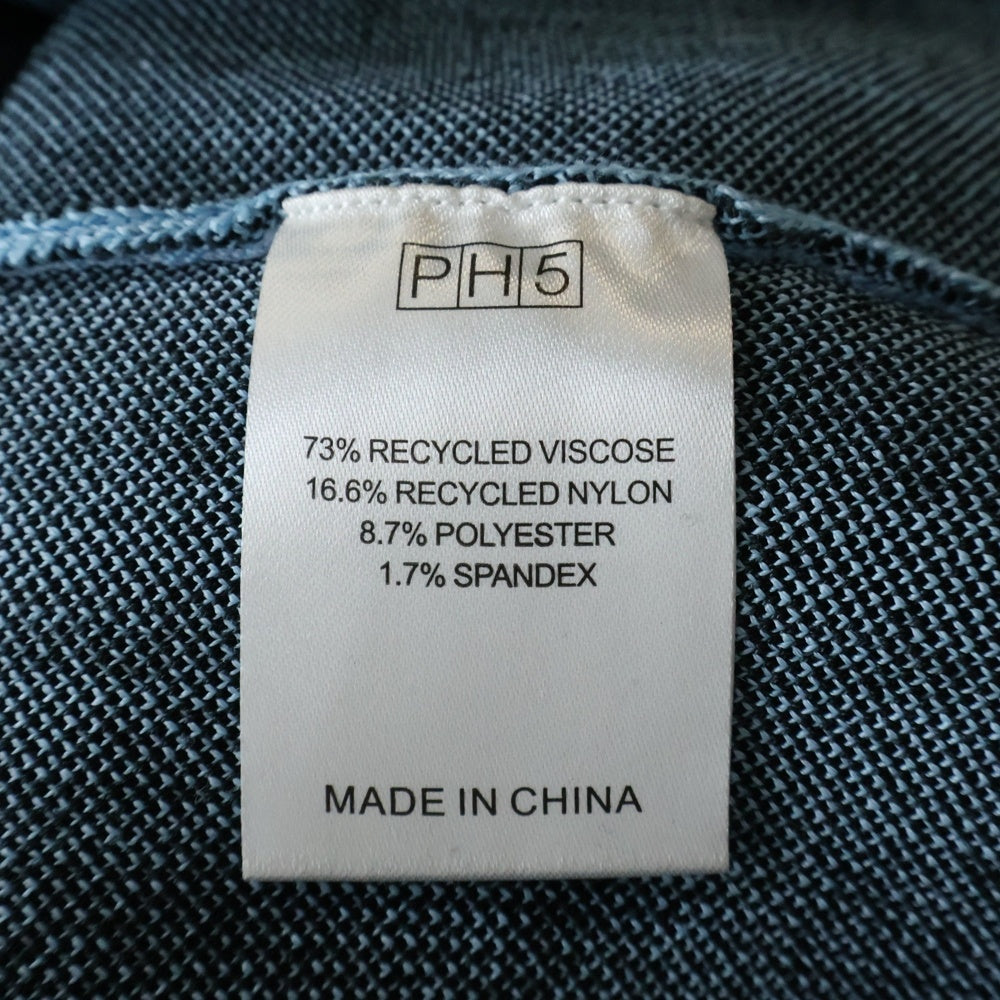 PH5
73% RECYCLED VISCOSE
16.6% RECYCLED NYLON
8.7% POLYESTER
1.7% SPANDEX
MADE IN CHINA